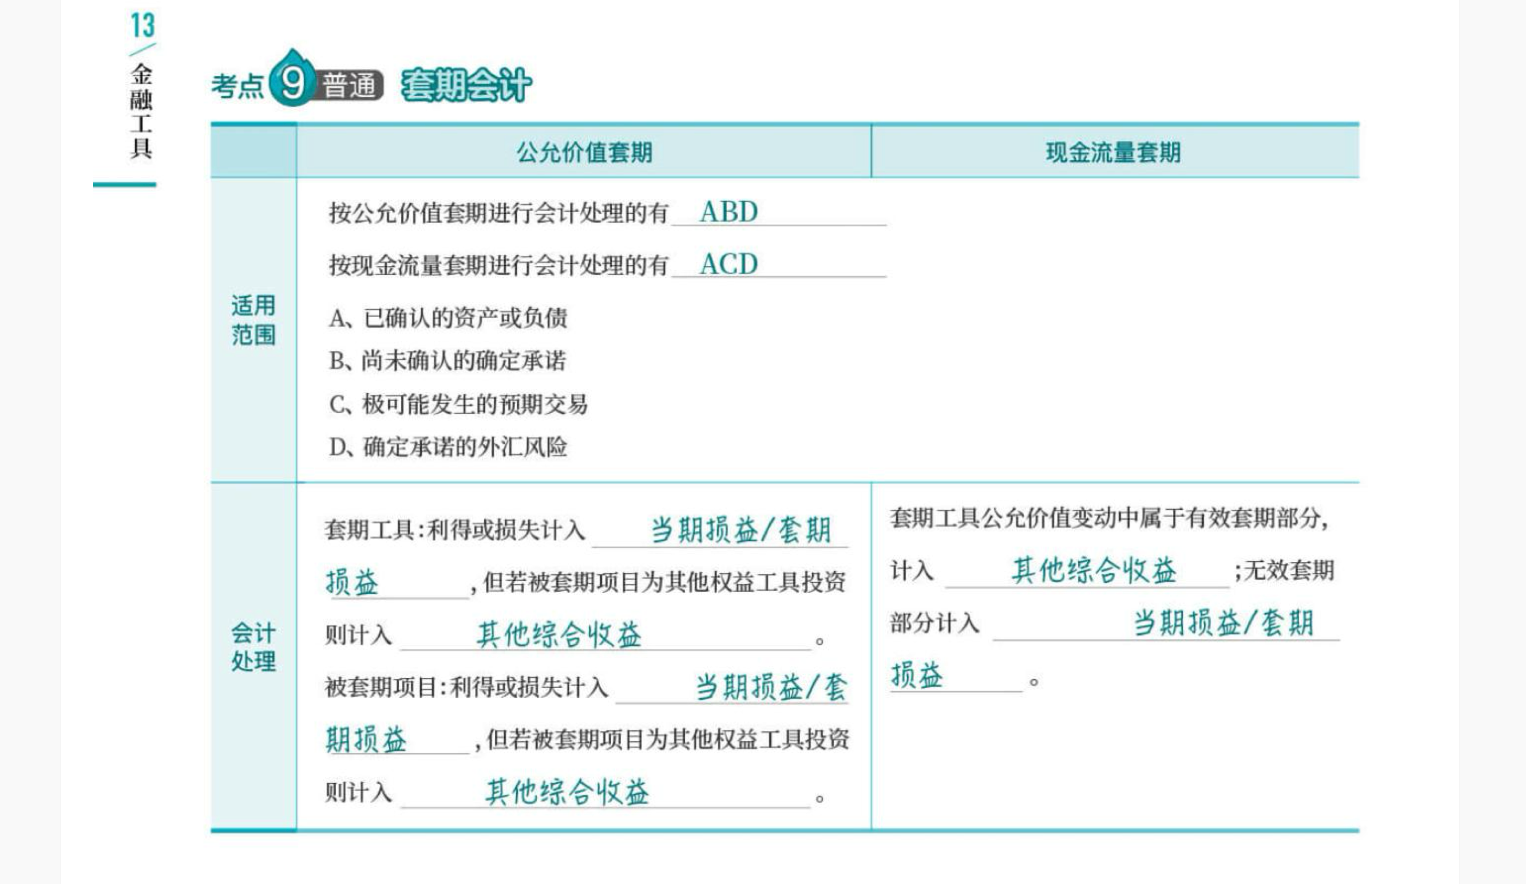 13
金融工具
考点9 普通 套期会计
公允价值套期 现金流量套期
适用
范围
按公允价值套期进行会计处理的有 ABD
按现金流量套期进行会计处理的有 ACD
A、已确认的资产或负债
B、尚未确认的确定承诺
C、极可能发生的预期交易
D、确定承诺的外汇风险
会计
处理
套期工具:利得或损失计入 当期损益/套期
损益 ,但若被套期项目为其他权益工具投资
则计入 其他综合收益 。
被套期项目:利得或损失计入 当期损益/套
期损益 ,但若被套期项目为其他权益工具投资
则计入 其他综合收益 。
套期工具公允价值变动中属于有效套期部分,
计入 其他综合收益 ;无效套期
部分计入 当期损益/套期
损益 。